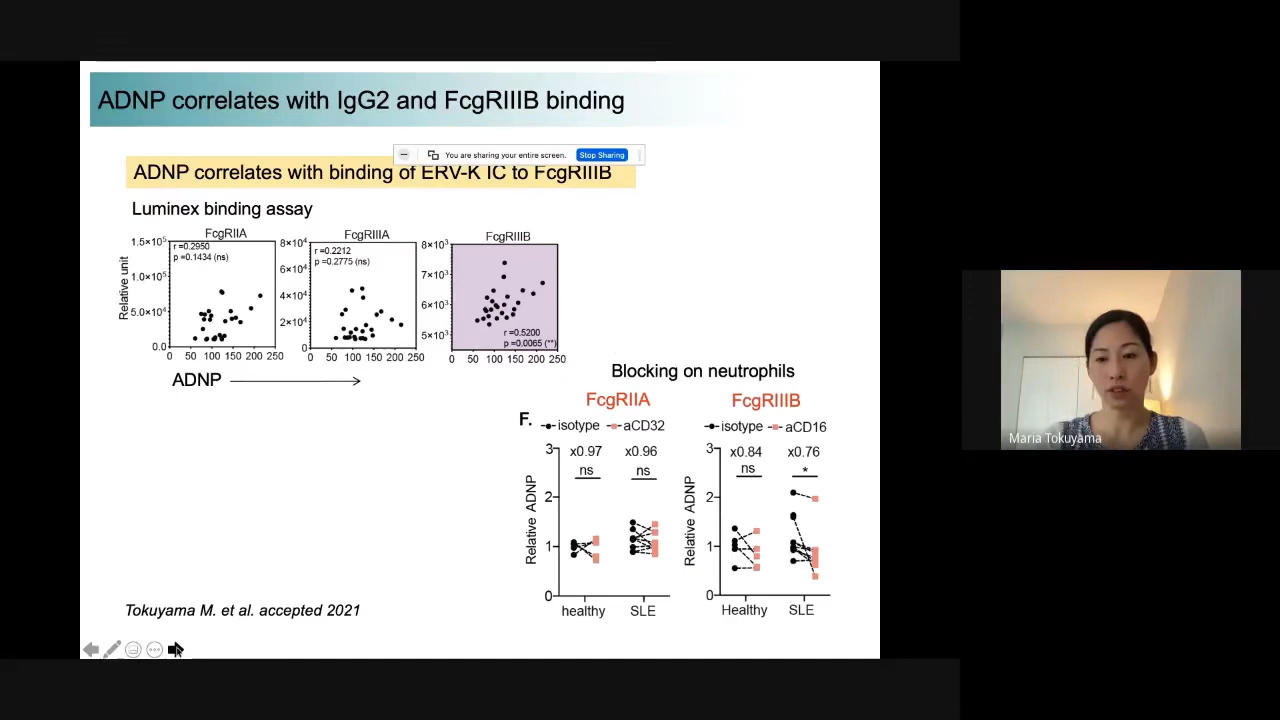 ADNP correlates with IgG2 and FcgRIIIB binding
You are sharing your entire screen. Stop Sharing
ADNP correlates with binding of ERV-K IC to FcgRIIIB
Luminex binding assay
FcgRIIA
FcgRIIIA
FcgRIIIB
Relative unit
1.5×10⁵
1.0×10⁵
5.0×10⁴
0.0
r =0.2950
p =0.1434 (ns)
0 50 100 150 200 250
8×10⁴
6×10⁴
4×10⁴
2×10⁴
0
r =0.2212
p =0.2775 (ns)
0 50 100 150 200 250
8×10³
7×10³
6×10³
5×10³
r =0.5200
p =0.0065 (**)
0 50 100 150 200 250
ADNP
Blocking on neutrophils
FcgRIIA
FcgRIIIB
F.
isotype aCD32
x0.97 x0.96
ns ns
Relative ADNP
3
2
1
0
healthy SLE
isotype aCD16
x0.84 x0.76
ns *
Relative ADNP
3
2
1
0
Healthy SLE
Tokuyama M. et al. accepted 2021
Maria Tokuyama